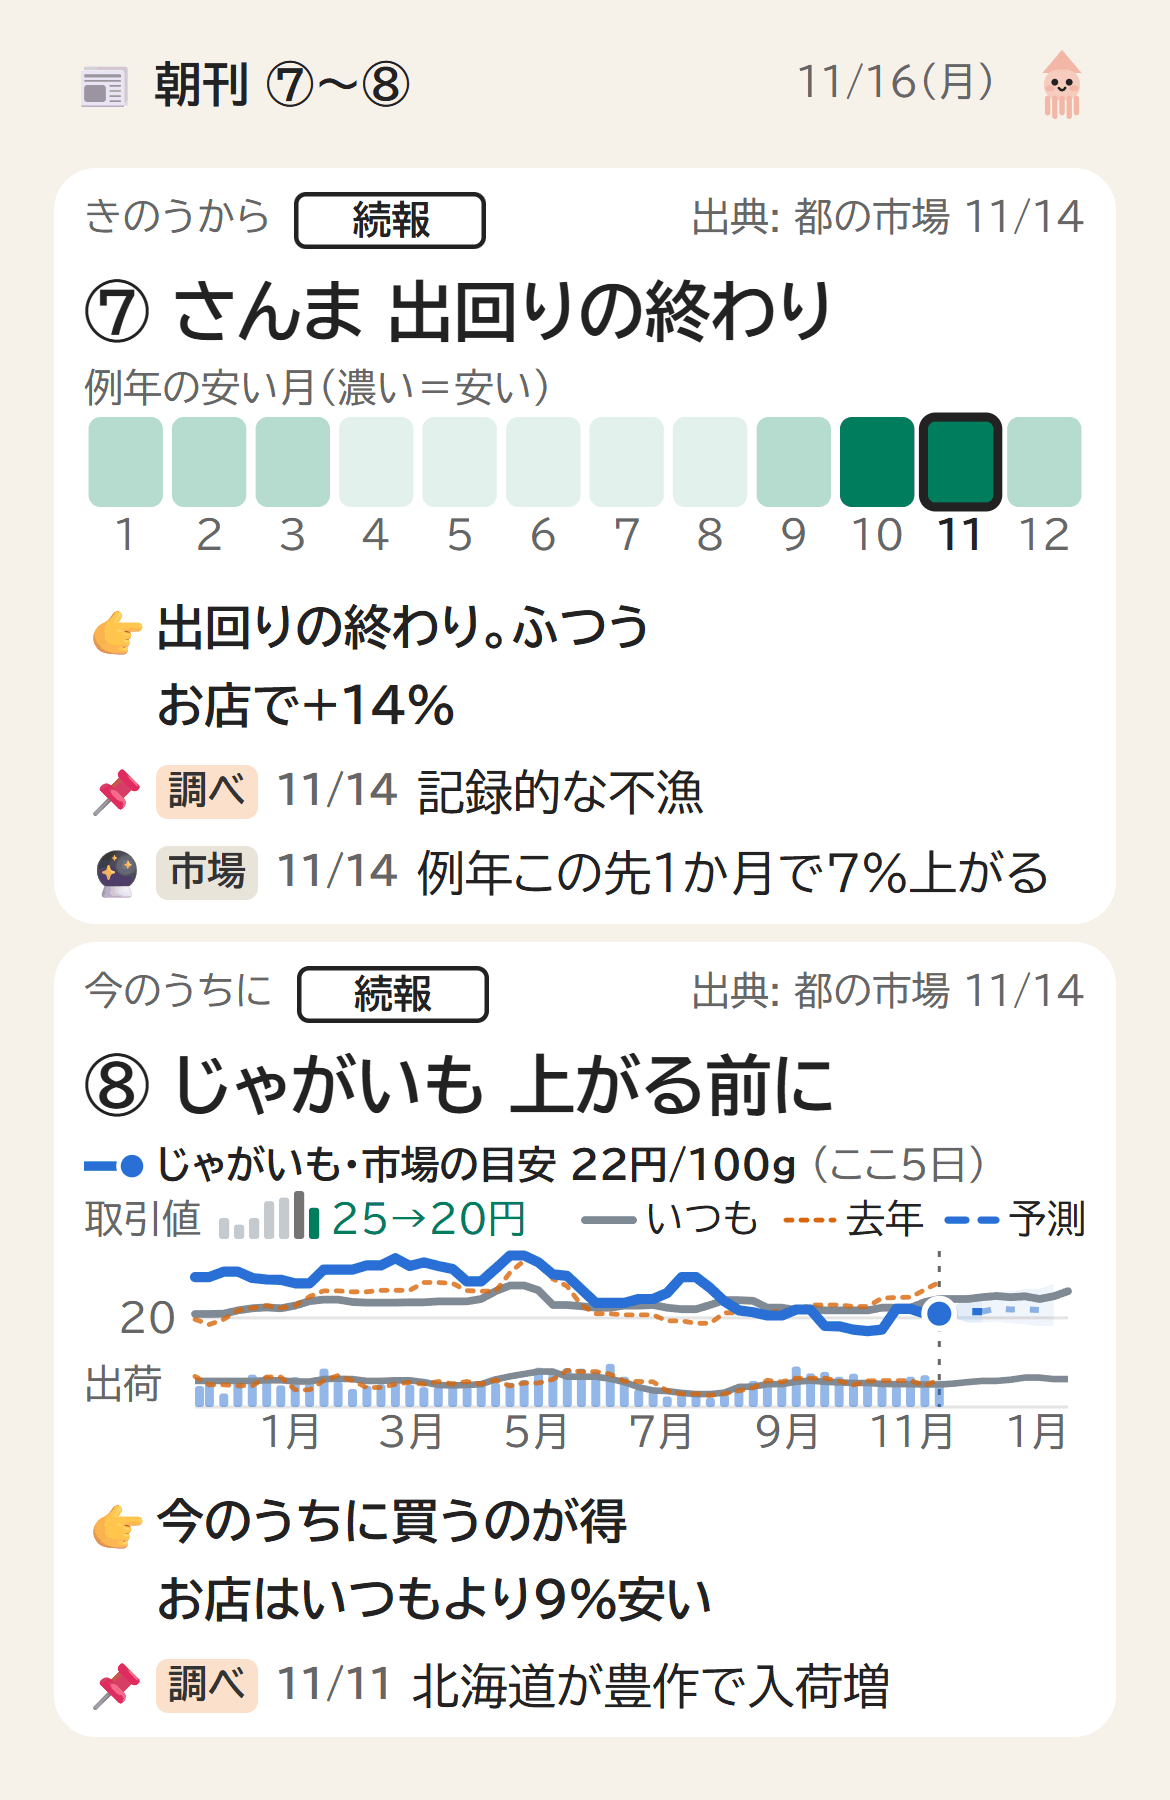 朝刊 ⑦〜⑧ 11/16(月)
きのうから 続報 出典: 都の市場 11/14
⑦ さんま 出回りの終わり
例年の安い月(濃い=安い)
1 2 3 4 5 6 7 8 9 10 11 12
出回りの終わり。ふつう
お店で+14%
調べ 11/14 記録的な不漁
市場 11/14 例年この先1か月で7%上がる
今のうちに 続報 出典: 都の市場 11/14
⑧ じゃがいも 上がる前に
じゃがいも・市場の目安 22円/100g (ここ5日)
取引値 25→20円 いつも 去年 予測
20
出荷
1月 3月 5月 7月 9月 11月 1月
今のうちに買うのが得
お店はいつもより9%安い
調べ 11/11 北海道が豊作で入荷増